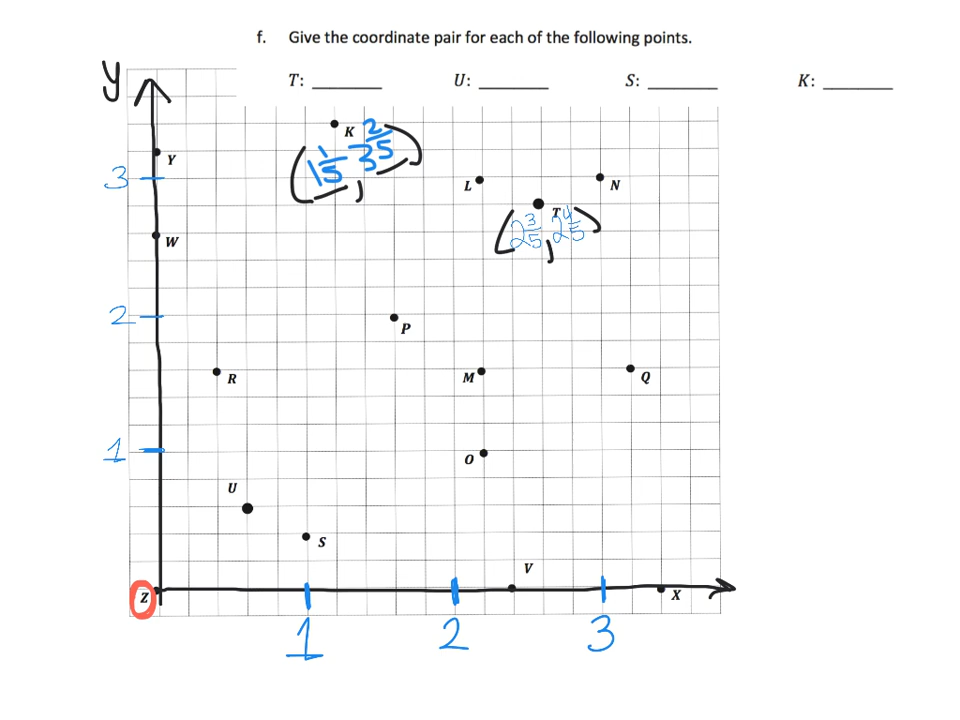 f. Give the coordinate pair for each of the following points.
T: ________ U: ________ S: ________ K: ________
y
K
(1 1/5, 3 2/5)
Y
3
L
N
T
(2 3/5, 2 4/5)
W
2
P
R
M
Q
1
O
U
S
V
Z
X
1 2 3